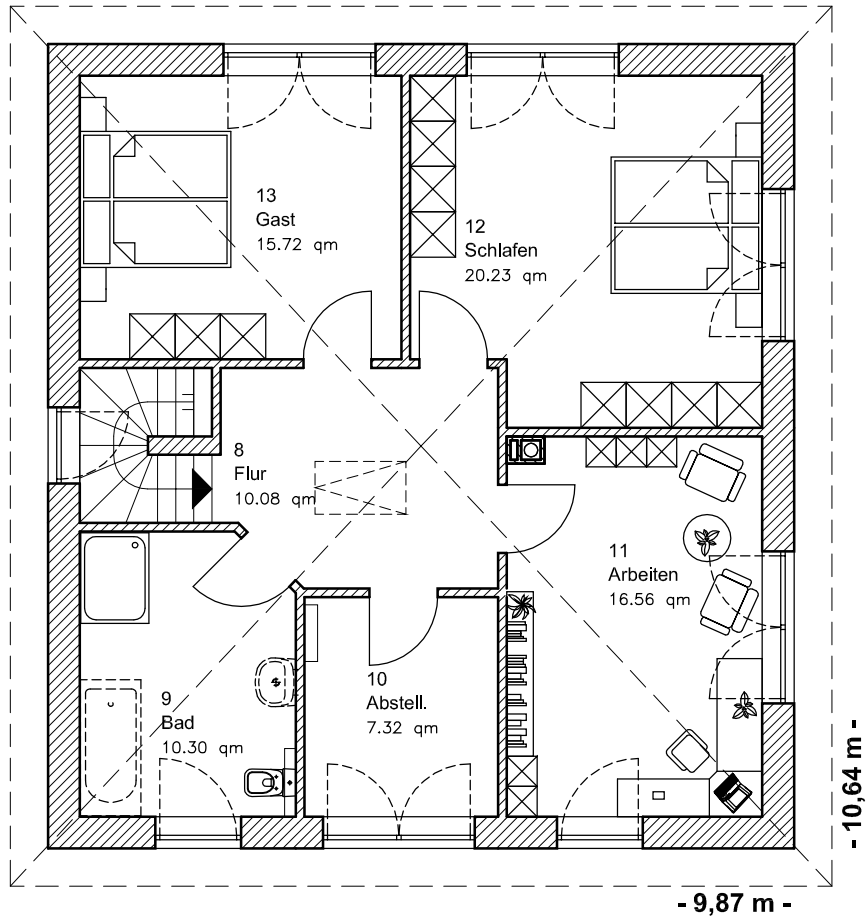 13
Gast
15.72 qm
12
Schlafen
20.23 qm
8
Flur
10.08 qm
11
Arbeiten
16.56 qm
10
Abstell.
7.32 qm
9
Bad
10.30 qm
- 10,64 m -
- 9,87 m -